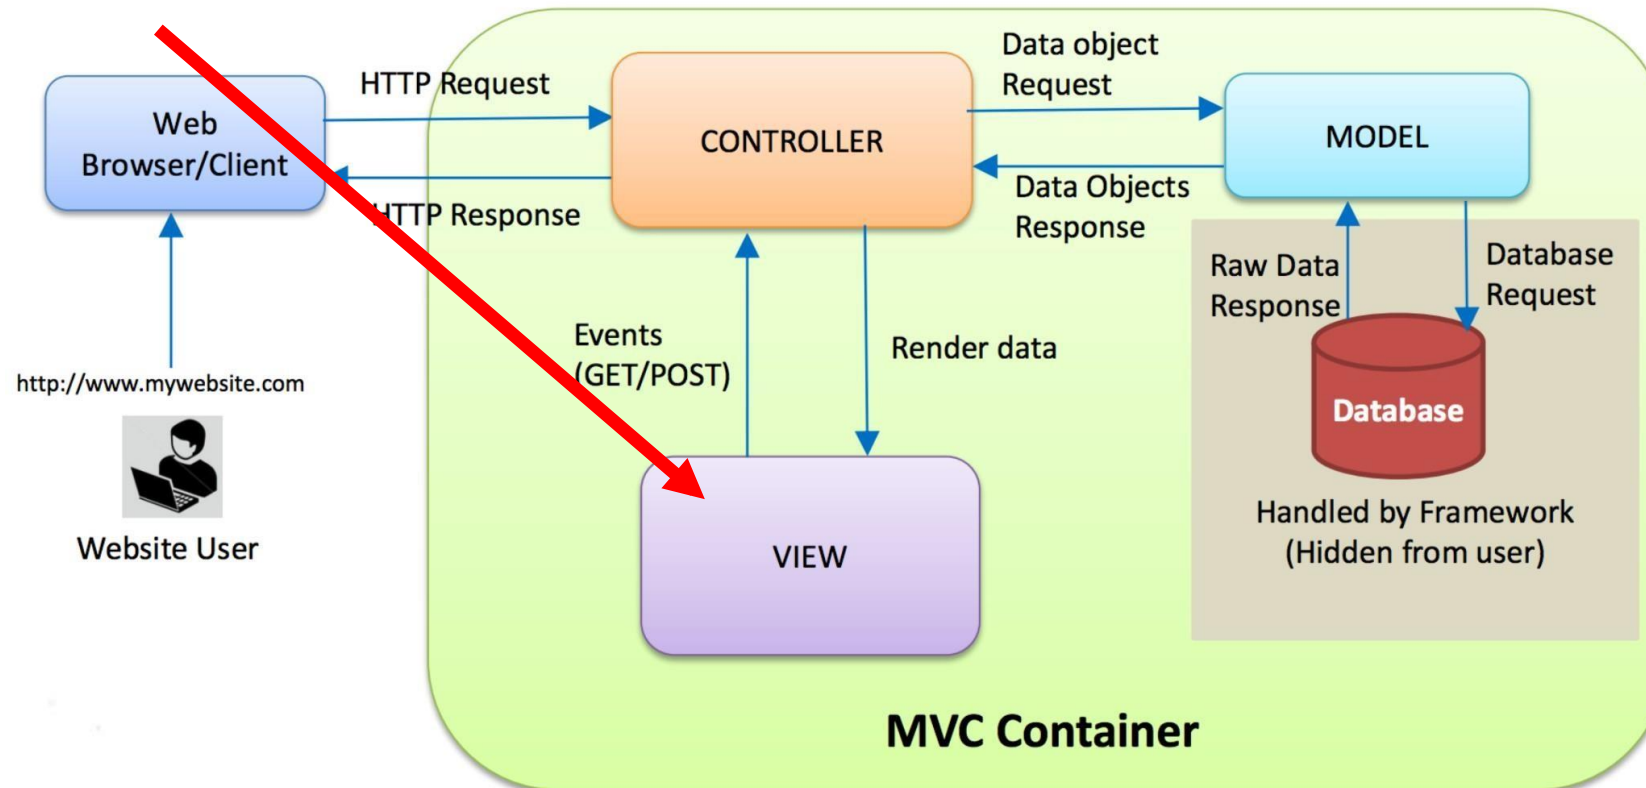 Web
Browser/Client
HTTP Request
HTTP Response
http://www.mywebsite.com
Website User
CONTROLLER
Data object
Request
Data Objects
Response
MODEL
Events
(GET/POST)
Render data
VIEW
Raw Data
Response
Database
Request
Database
Handled by Framework
(Hidden from user)
MVC Container